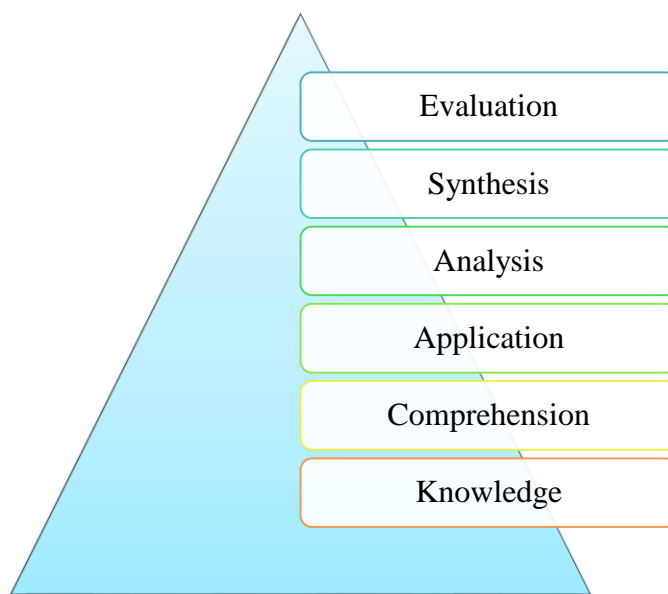 Evaluation
Synthesis
Analysis
Application
Comprehension
Knowledge